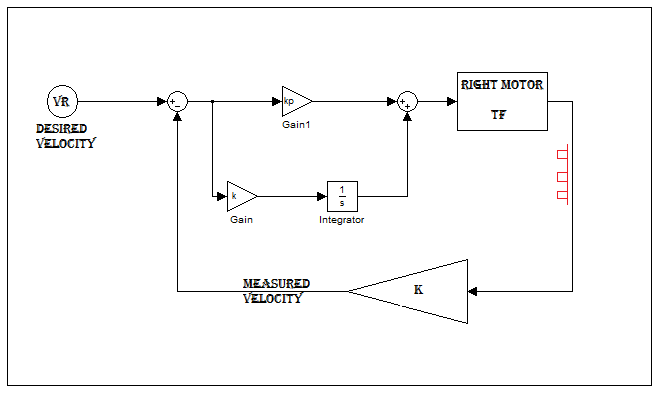 VR
DESIRED
VELOCITY
+
−
kp
Gain1
+
+
RIGHT MOTOR
TF
k
Gain
1
s
Integrator
MEASURED
VELOCITY
K